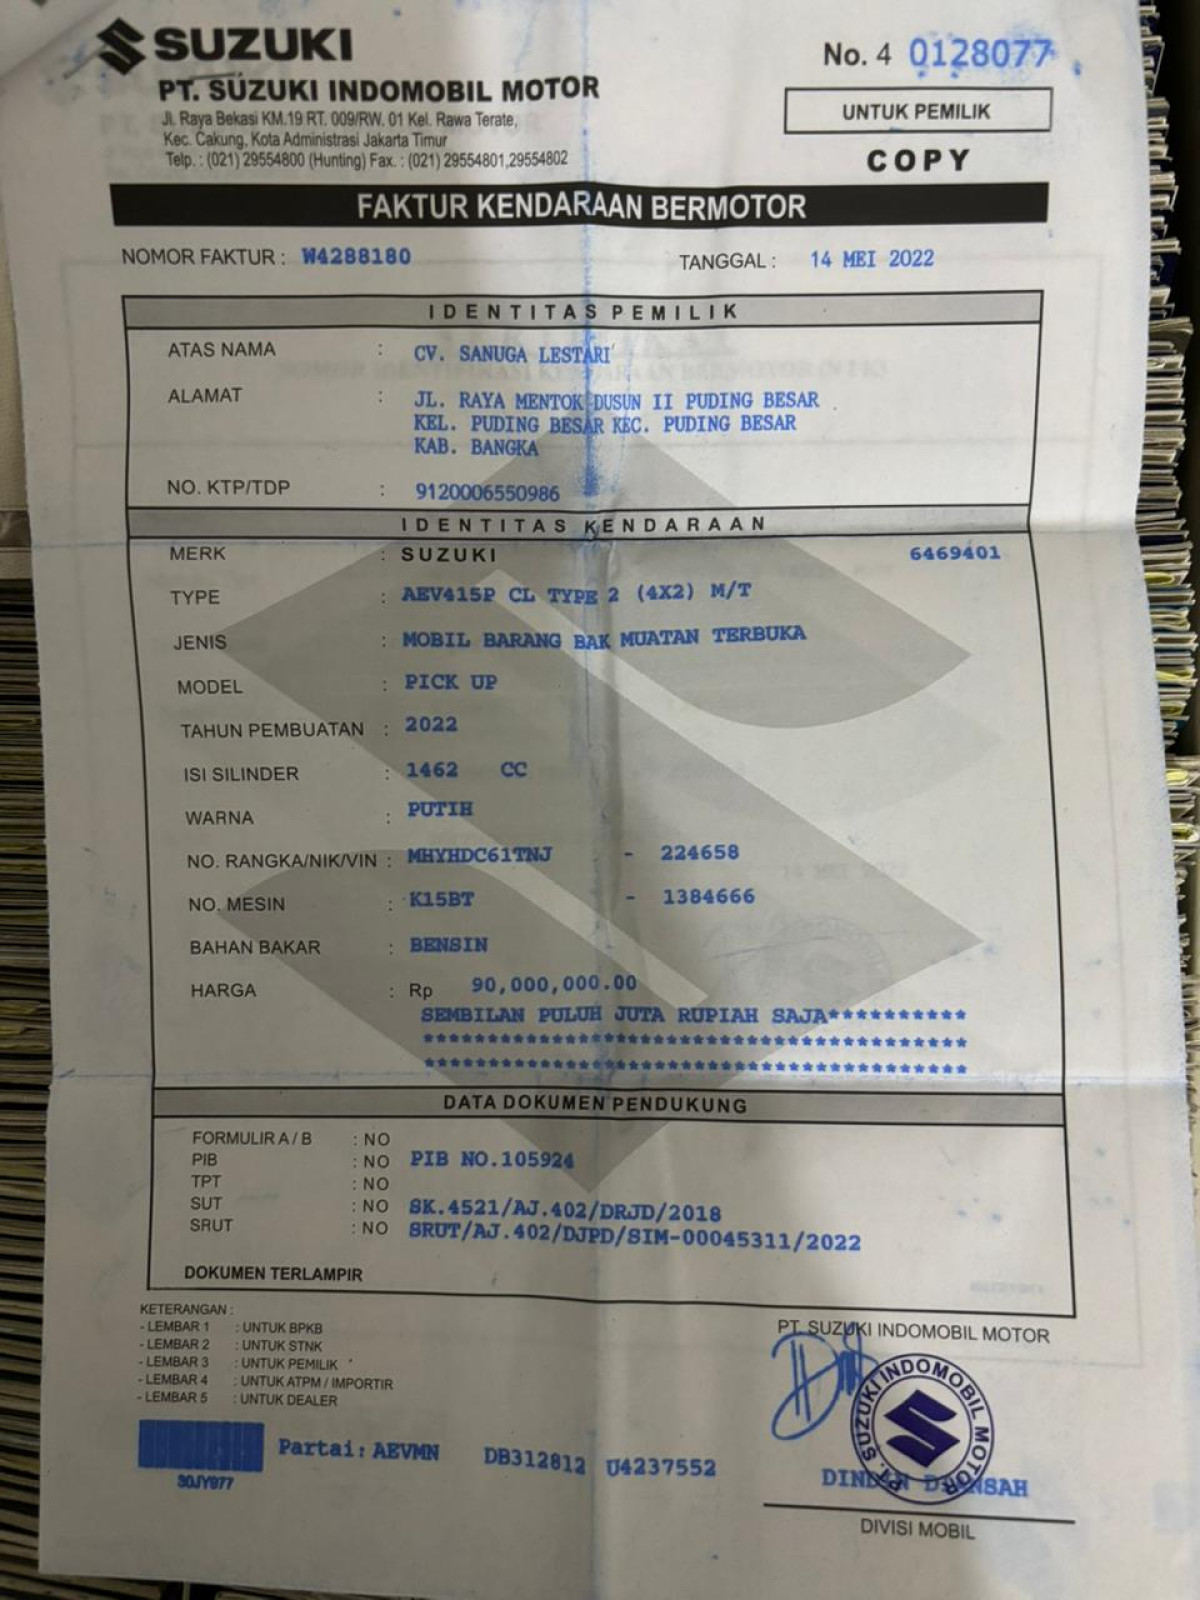 SUZUKI
No. 4 0128077
PT. SUZUKI INDOMOBIL MOTOR
Jl. Raya Bekasi KM.19 RT. 009/RW. 01 Kel. Rawa Terate,
Kec. Cakung, Kota Administrasi Jakarta Timur
Telp. : (021) 29554800 (Hunting) Fax. : (021) 29554801,29554802
UNTUK PEMILIK
COPY
FAKTUR KENDARAAN BERMOTOR
NOMOR FAKTUR : W4288180 TANGGAL : 14 MEI 2022
IDENTITAS PEMILIK
ATAS NAMA : CV. SANUGA LESTARI
ALAMAT : JL. RAYA MENTOK DUSUN II PUDING BESAR
KEL. PUDING BESAR KEC. PUDING BESAR
KAB. BANGKA
NO. KTP/TDP : 9120006550986
IDENTITAS KENDARAAN
MERK : SUZUKI 6469401
TYPE : AEV415P CL TYPE 2 (4X2) M/T
JENIS : MOBIL BARANG BAK MUATAN TERBUKA
MODEL : PICK UP
TAHUN PEMBUATAN : 2022
ISI SILINDER : 1462 CC
WARNA : PUTIH
NO. RANGKA/NIK/VIN : MHYHDC61TNJ - 224658
NO. MESIN : K15BT - 1384666
BAHAN BAKAR : BENSIN
HARGA : Rp 90,000,000.00
SEMBILAN PULUH JUTA RUPIAH SAJA***********
******************************************
******************************************
DATA DOKUMEN PENDUKUNG
FORMULIR A / B : NO
PIB : NO PIB NO.105924
TPT : NO
SUT : NO SK.4521/AJ.402/DRJD/2018
SRUT : NO SRUT/AJ.402/DJPD/SIM-00045311/2022
DOKUMEN TERLAMPIR
KETERANGAN :
- LEMBAR 1 : UNTUK BPKB
- LEMBAR 2 : UNTUK STNK
- LEMBAR 3 : UNTUK PEMILIK
- LEMBAR 4 : UNTUK ATPM / IMPORTIR
- LEMBAR 5 : UNTUK DEALER
PT. SUZUKI INDOMOBIL MOTOR
PT. SUZUKI INDOMOBIL MOTOR
Partai: AEVMN DB312812 U4237552
DIVISI MOBIL